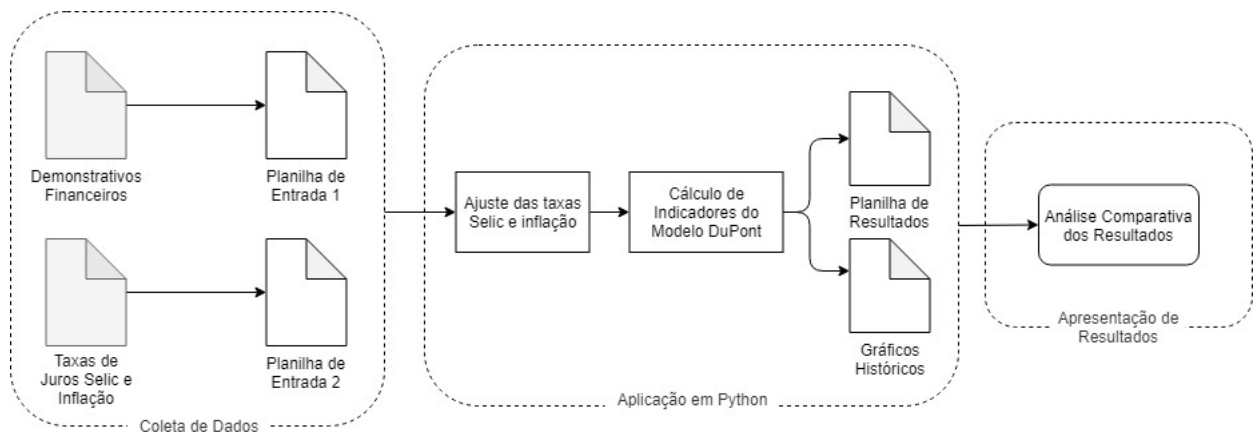 Demonstrativos
Financeiros
Planilha de
Entrada 1
Taxas de
Juros Selic e
Inflação
Planilha de
Entrada 2
Coleta de Dados
Ajuste das taxas
Selic e inflação
Cálculo de
Indicadores do
Modelo DuPont
Planilha de
Resultados
Gráficos
Históricos
Aplicação em Python
Análise Comparativa
dos Resultados
Apresentação de
Resultados